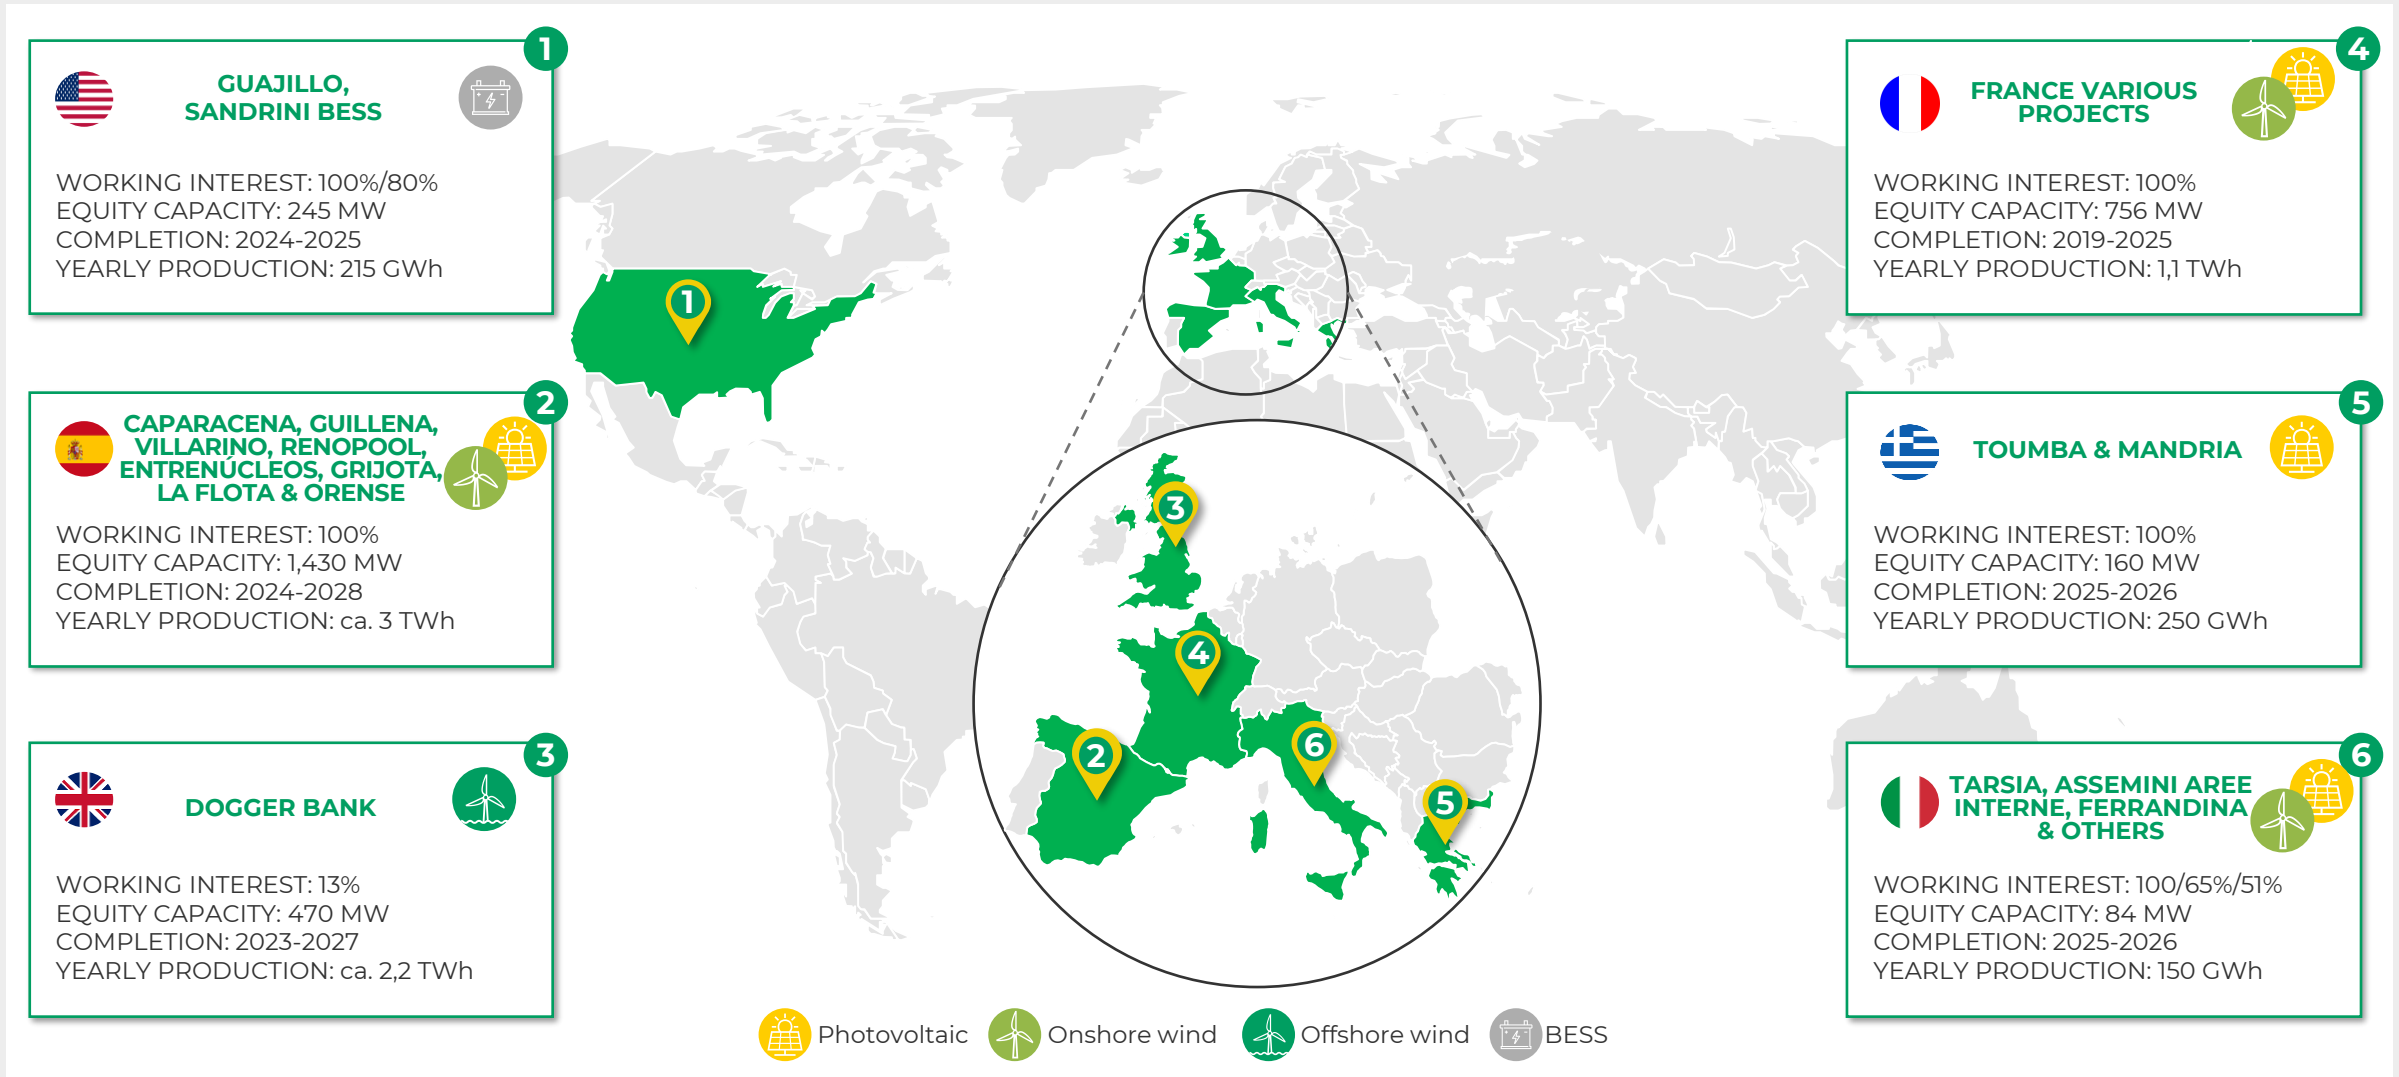 1
GUAJILLO,
SANDRINI BESS
WORKING INTEREST: 100%/80%
EQUITY CAPACITY: 245 MW
COMPLETION: 2024-2025
YEARLY PRODUCTION: 215 GWh
2
CAPARACENA, GUILLENA,
VILLARINO, RENOPOOL,
ENTRENÚCLEOS, GRIJOTA,
LA FLOTA & ORENSE
WORKING INTEREST: 100%
EQUITY CAPACITY: 1,430 MW
COMPLETION: 2024-2028
YEARLY PRODUCTION: ca. 3 TWh
3
DOGGER BANK
WORKING INTEREST: 13%
EQUITY CAPACITY: 470 MW
COMPLETION: 2023-2027
YEARLY PRODUCTION: ca. 2,2 TWh
1
3
4
2
6
5
4
FRANCE VARIOUS
PROJECTS
WORKING INTEREST: 100%
EQUITY CAPACITY: 756 MW
COMPLETION: 2019-2025
YEARLY PRODUCTION: 1,1 TWh
5
TOUMBA & MANDRIA
WORKING INTEREST: 100%
EQUITY CAPACITY: 160 MW
COMPLETION: 2025-2026
YEARLY PRODUCTION: 250 GWh
6
TARSIA, ASSEMINI AREE
INTERNE, FERRANDINA
& OTHERS
WORKING INTEREST: 100/65%/51%
EQUITY CAPACITY: 84 MW
COMPLETION: 2025-2026
YEARLY PRODUCTION: 150 GWh
Photovoltaic
Onshore wind
Offshore wind
BESS